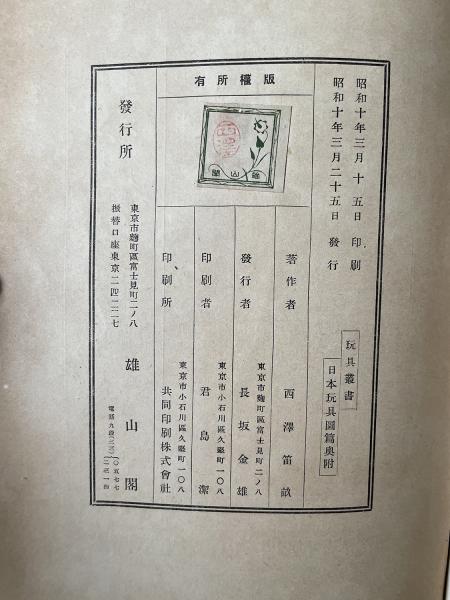 昭和十年三月十五日 印刷
昭和十年三月二十五日 發行
玩具叢書
日本玩具圖篇奥附
版權所有
雄山閣
著作者 西澤笛畝
東京市麴町區富士見町二ノ八
發行者 長坂金雄
東京市小石川區久堅町一〇八
印刷者 君島潔
東京市小石川區久堅町一〇八
印刷所 共同印刷株式會社
發行所
東京市麴町區富士見町二ノ八
振替口座東京二四二二七
雄山閣
電話九段(33)